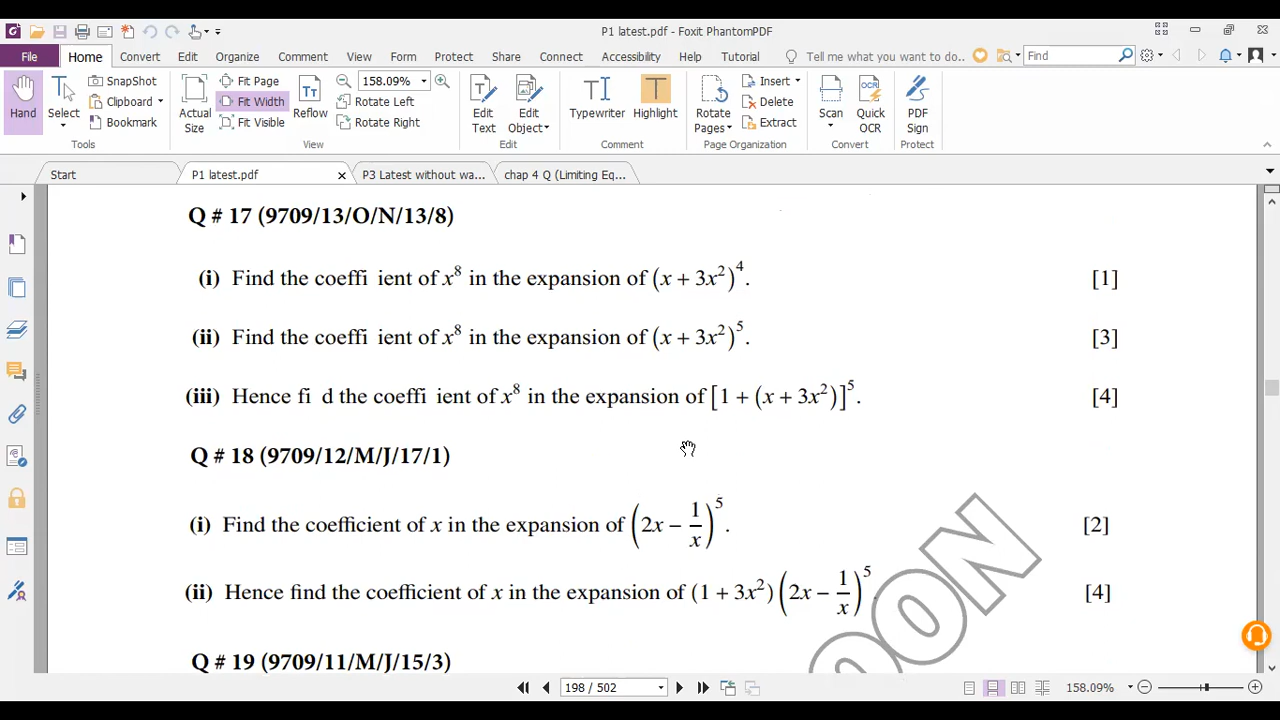 P1 latest.pdf - Foxit PhantomPDF
File Home Convert Edit Organize Comment View Form Protect Share Connect Accessibility Help Tutorial Tell me what you want to do... Find
Hand Select SnapShot Clipboard Bookmark Actual Size Fit Page Fit Width Fit Visible Reflow 158.09% Rotate Left Rotate Right Edit Text Edit Object Typewriter Highlight Rotate Pages Insert Delete Extract Scan Quick OCR PDF Sign
Tools View Edit Comment Page Organization Convert Protect
Start P1 latest.pdf P3 Latest without wa... chap 4 Q (Limiting Eq...
Q # 17 (9709/13/O/N/13/8)
(i) Find the coeffi ient of x⁸ in the expansion of (x + 3x²)⁴. [1]
(ii) Find the coeffi ient of x⁸ in the expansion of (x + 3x²)⁵. [3]
(iii) Hence fi d the coeffi ient of x⁸ in the expansion of [1 + (x + 3x²)]⁵. [4]
Q # 18 (9709/12/M/J/17/1)
(i) Find the coefficient of x in the expansion of (2x − 1/x)⁵. [2]
(ii) Hence find the coefficient of x in the expansion of (1 + 3x²)(2x − 1/x)⁵. [4]
Q # 19 (9709/11/M/J/15/3)
OON
198 / 502 158.09%